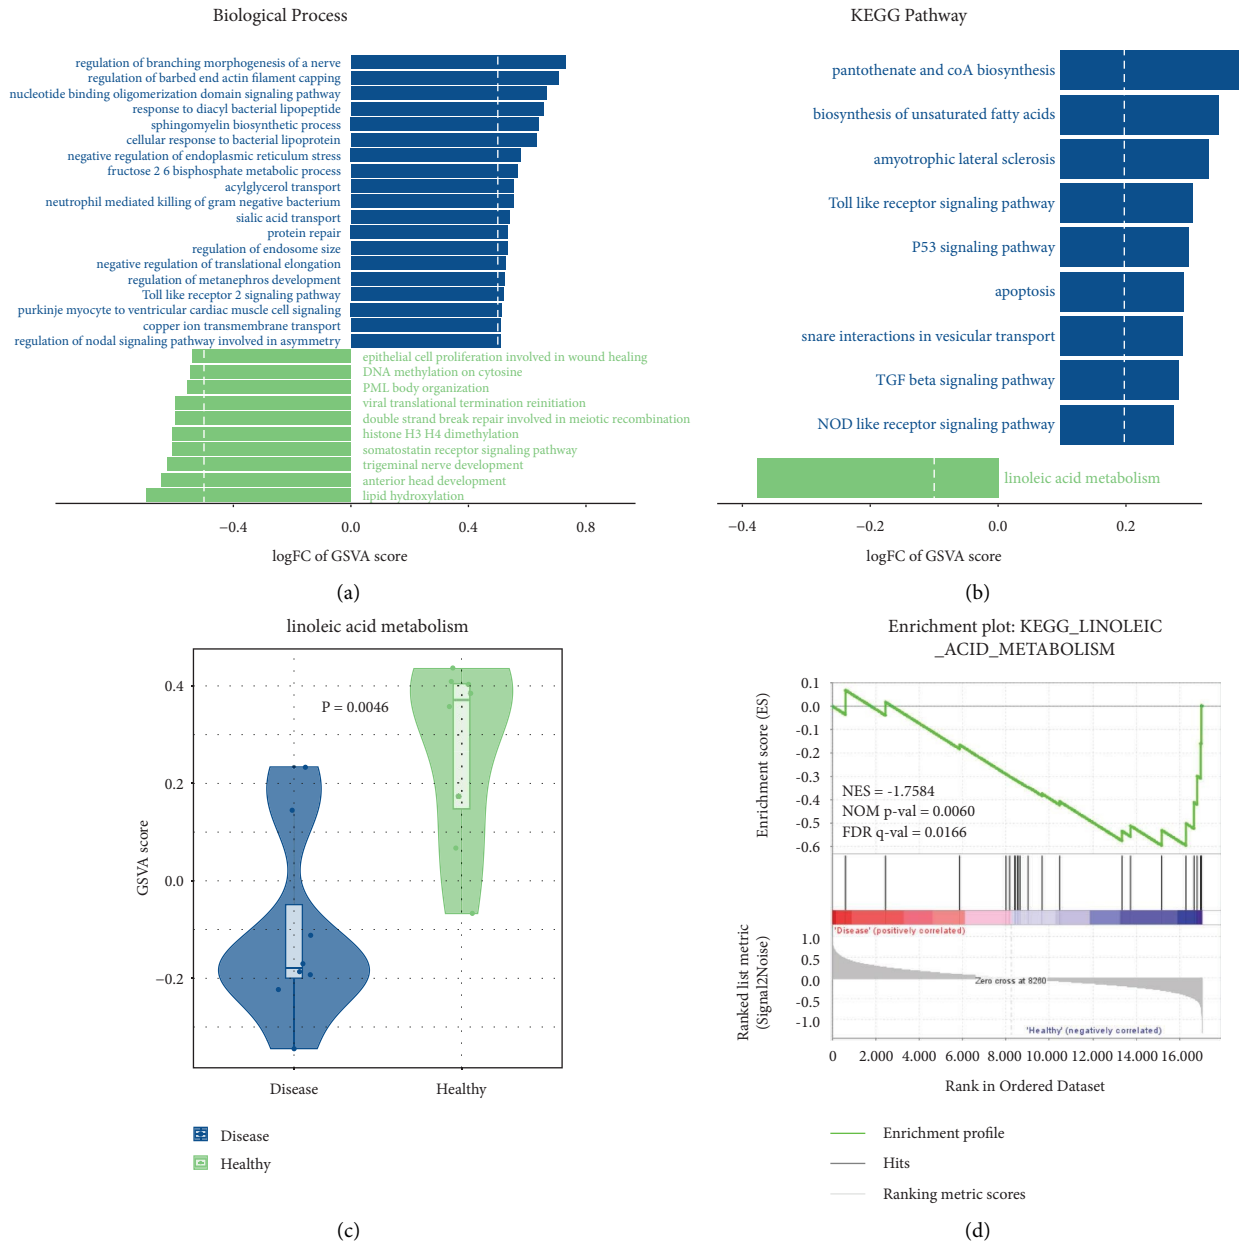 Biological Process
regulation of branching morphogenesis of a nerve
regulation of barbed end actin filament capping
nucleotide binding oligomerization domain signaling pathway
response to diacyl bacterial lipopeptide
sphingomyelin biosynthetic process
cellular response to bacterial lipoprotein
negative regulation of endoplasmic reticulum stress
fructose 2 6 bisphosphate metabolic process
acylglycerol transport
neutrophil mediated killing of gram negative bacterium
sialic acid transport
protein repair
regulation of endosome size
negative regulation of translational elongation
regulation of metanephros development
Toll like receptor 2 signaling pathway
purkinje myocyte to ventricular cardiac muscle cell signaling
copper ion transmembrane transport
regulation of nodal signaling pathway involved in asymmetry
epithelial cell proliferation involved in wound healing
DNA methylation on cytosine
PML body organization
viral translational termination reinitiation
double strand break repair involved in meiotic recombination
histone H3 H4 dimethylation
somatostatin receptor signaling pathway
trigeminal nerve development
anterior head development
lipid hydroxylation
−0.4 0.0 0.4 0.8
logFC of GSVA score
(a)
KEGG Pathway
pantothenate and coA biosynthesis
biosynthesis of unsaturated fatty acids
amyotrophic lateral sclerosis
Toll like receptor signaling pathway
P53 signaling pathway
apoptosis
snare interactions in vesicular transport
TGF beta signaling pathway
NOD like receptor signaling pathway
linoleic acid metabolism
−0.4 −0.2 0.0 0.2
logFC of GSVA score
(b)
linoleic acid metabolism
P = 0.0046
GSVA score
0.4
0.2
0.0
−0.2
Disease Healthy
Disease
Healthy
(c)
Enrichment plot: KEGG_LINOLEIC
_ACID_METABOLISM
Enrichment score (ES)
0.1
0.0
-0.1
-0.2
-0.3
-0.4
-0.5
-0.6
NES = -1.7584
NOM p-val = 0.0060
FDR q-val = 0.0166
'Disease' (positively correlated)
Ranked list metric
(Signal2Noise)
1.0
0.5
0.0
-0.5
-1.0
Zero cross at 8260
'Healthy' (negatively correlated)
0 2.000 4.000 6.000 8.000 10.000 12.000 14.000 16.000
Rank in Ordered Dataset
Enrichment profile
Hits
Ranking metric scores
(d)